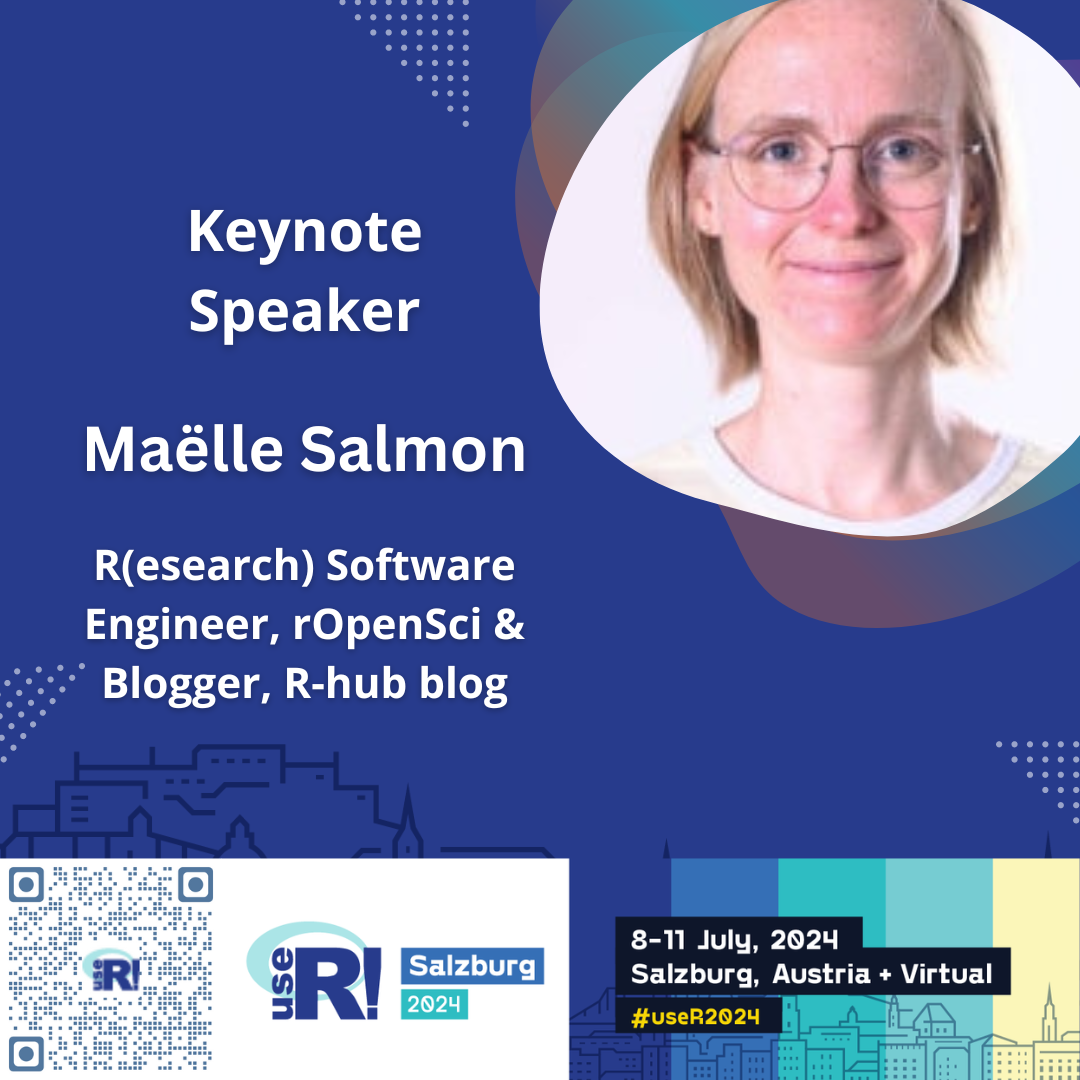 Keynote
Speaker
Maëlle Salmon
R(esearch) Software
Engineer, rOpenSci &
Blogger, R-hub blog
useR!
useR!
Salzburg
2024
8-11 July, 2024
Salzburg, Austria + Virtual
#useR2024